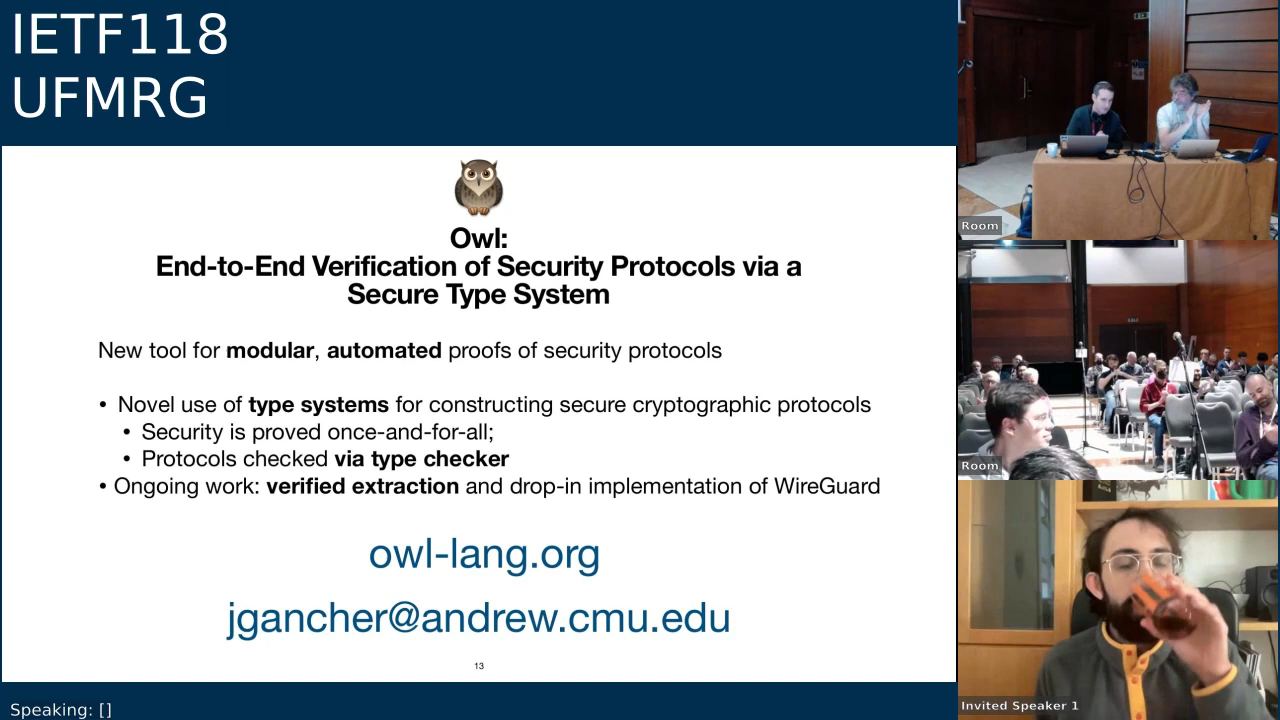 IETF118
UFMRG
Owl:
End-to-End Verification of Security Protocols via a
Secure Type System
New tool for modular, automated proofs of security protocols
• Novel use of type systems for constructing secure cryptographic protocols
• Security is proved once-and-for-all;
• Protocols checked via type checker
• Ongoing work: verified extraction and drop-in implementation of WireGuard
owl-lang.org
jgancher@andrew.cmu.edu
13
Speaking: []
Room
Room
Invited Speaker 1